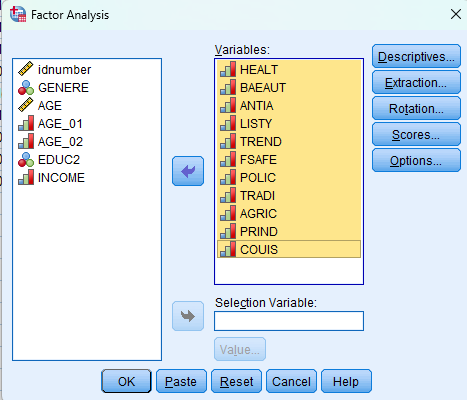 Factor Analysis
Variables:
idnumber
GENERE
AGE
AGE_01
AGE_02
EDUC2
INCOME
HEALT
BAEAUT
ANTIA
LISTY
TREND
FSAFE
POLIC
TRADI
AGRIC
PRIND
COUIS
Descriptives...
Extraction...
Rotation...
Scores...
Options...
Selection Variable:
Value...
OK
Paste
Reset
Cancel
Help